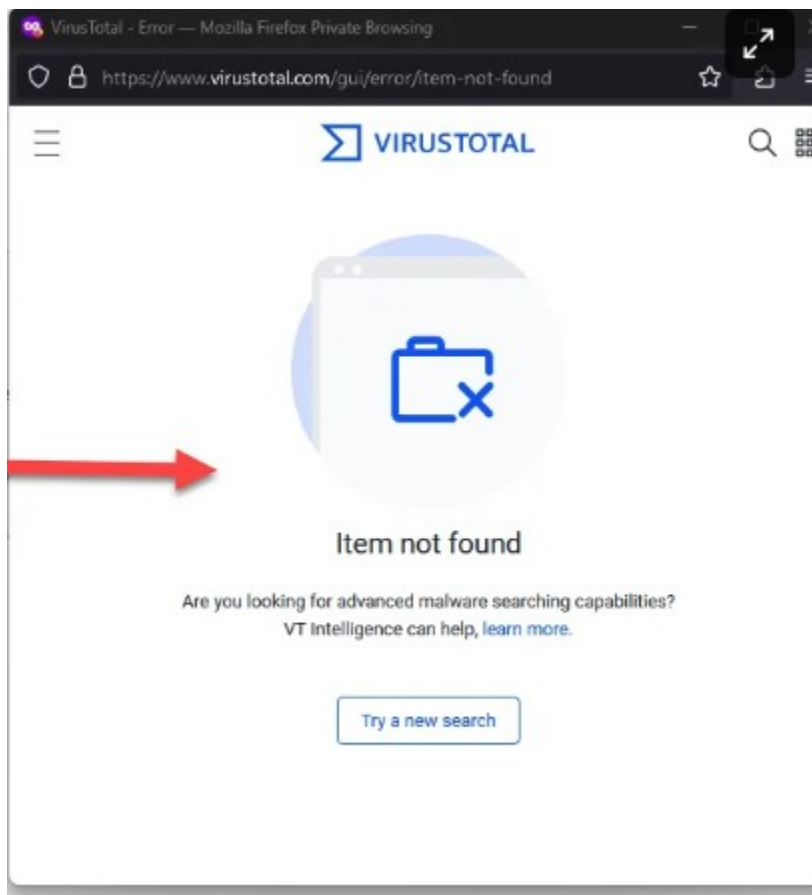 VirusTotal - Error — Mozilla Firefox Private Browsing
https://www.virustotal.com/gui/error/item-not-found
VIRUSTOTAL
Item not found
Are you looking for advanced malware searching capabilities?
VT Intelligence can help, learn more.
Try a new search